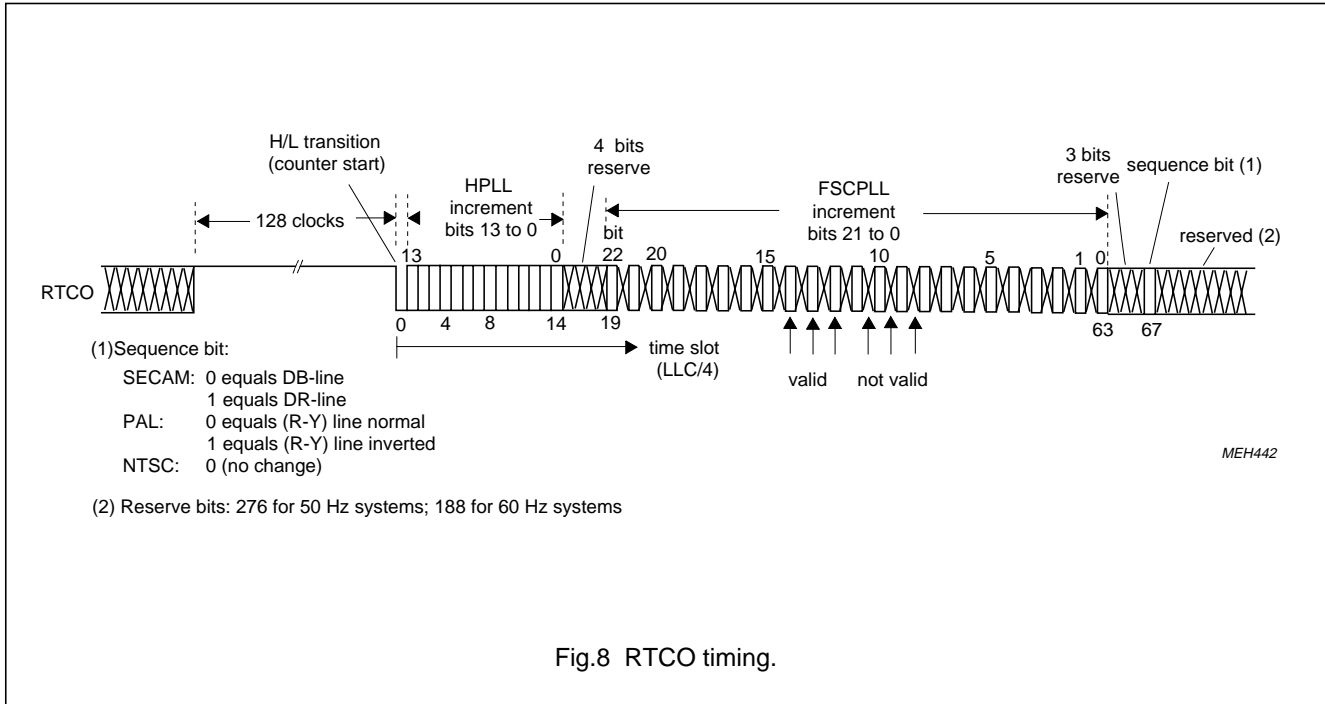 H/L transition
(counter start)
4 bits
reserve
3 bits
reserve
sequence bit (1)
HPLL
increment
bits 13 to 0
FSCPLL
increment
bits 21 to 0
128 clocks
bit
reserved (2)
13
0
22
20
15
10
5
1
0
RTCO
0
4
8
14
19
63
67
time slot
(LLC/4)
valid
not valid
(1)Sequence bit:
SECAM: 0 equals DB-line
1 equals DR-line
PAL: 0 equals (R-Y) line normal
1 equals (R-Y) line inverted
NTSC: 0 (no change)
MEH442
(2) Reserve bits: 276 for 50 Hz systems; 188 for 60 Hz systems
Fig.8 RTCO timing.